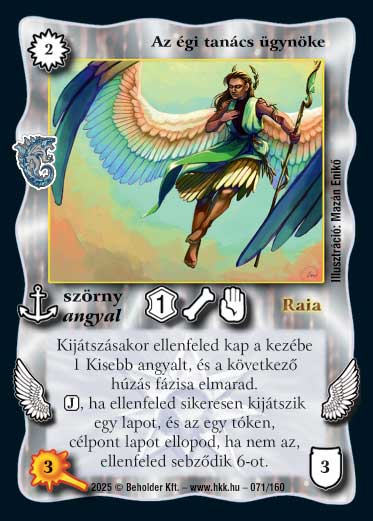 2
Az égi tanács ügynöke
Illusztráció: Mazán Enikő
szörny
angyal
1
Raia
Kijátszásakor ellenfeled kap a kezébe
1 Kisebb angyalt, és a következő
húzás fázisa elmarad.
J, ha ellenfeled sikeresen kijátszik
egy lapot, és az egy tóken,
célpont lapot ellopod, ha nem az,
ellenfeled sebződik 6-ot.
3
3
2025 © Beholder Kft. – www.hkk.hu – 071/160